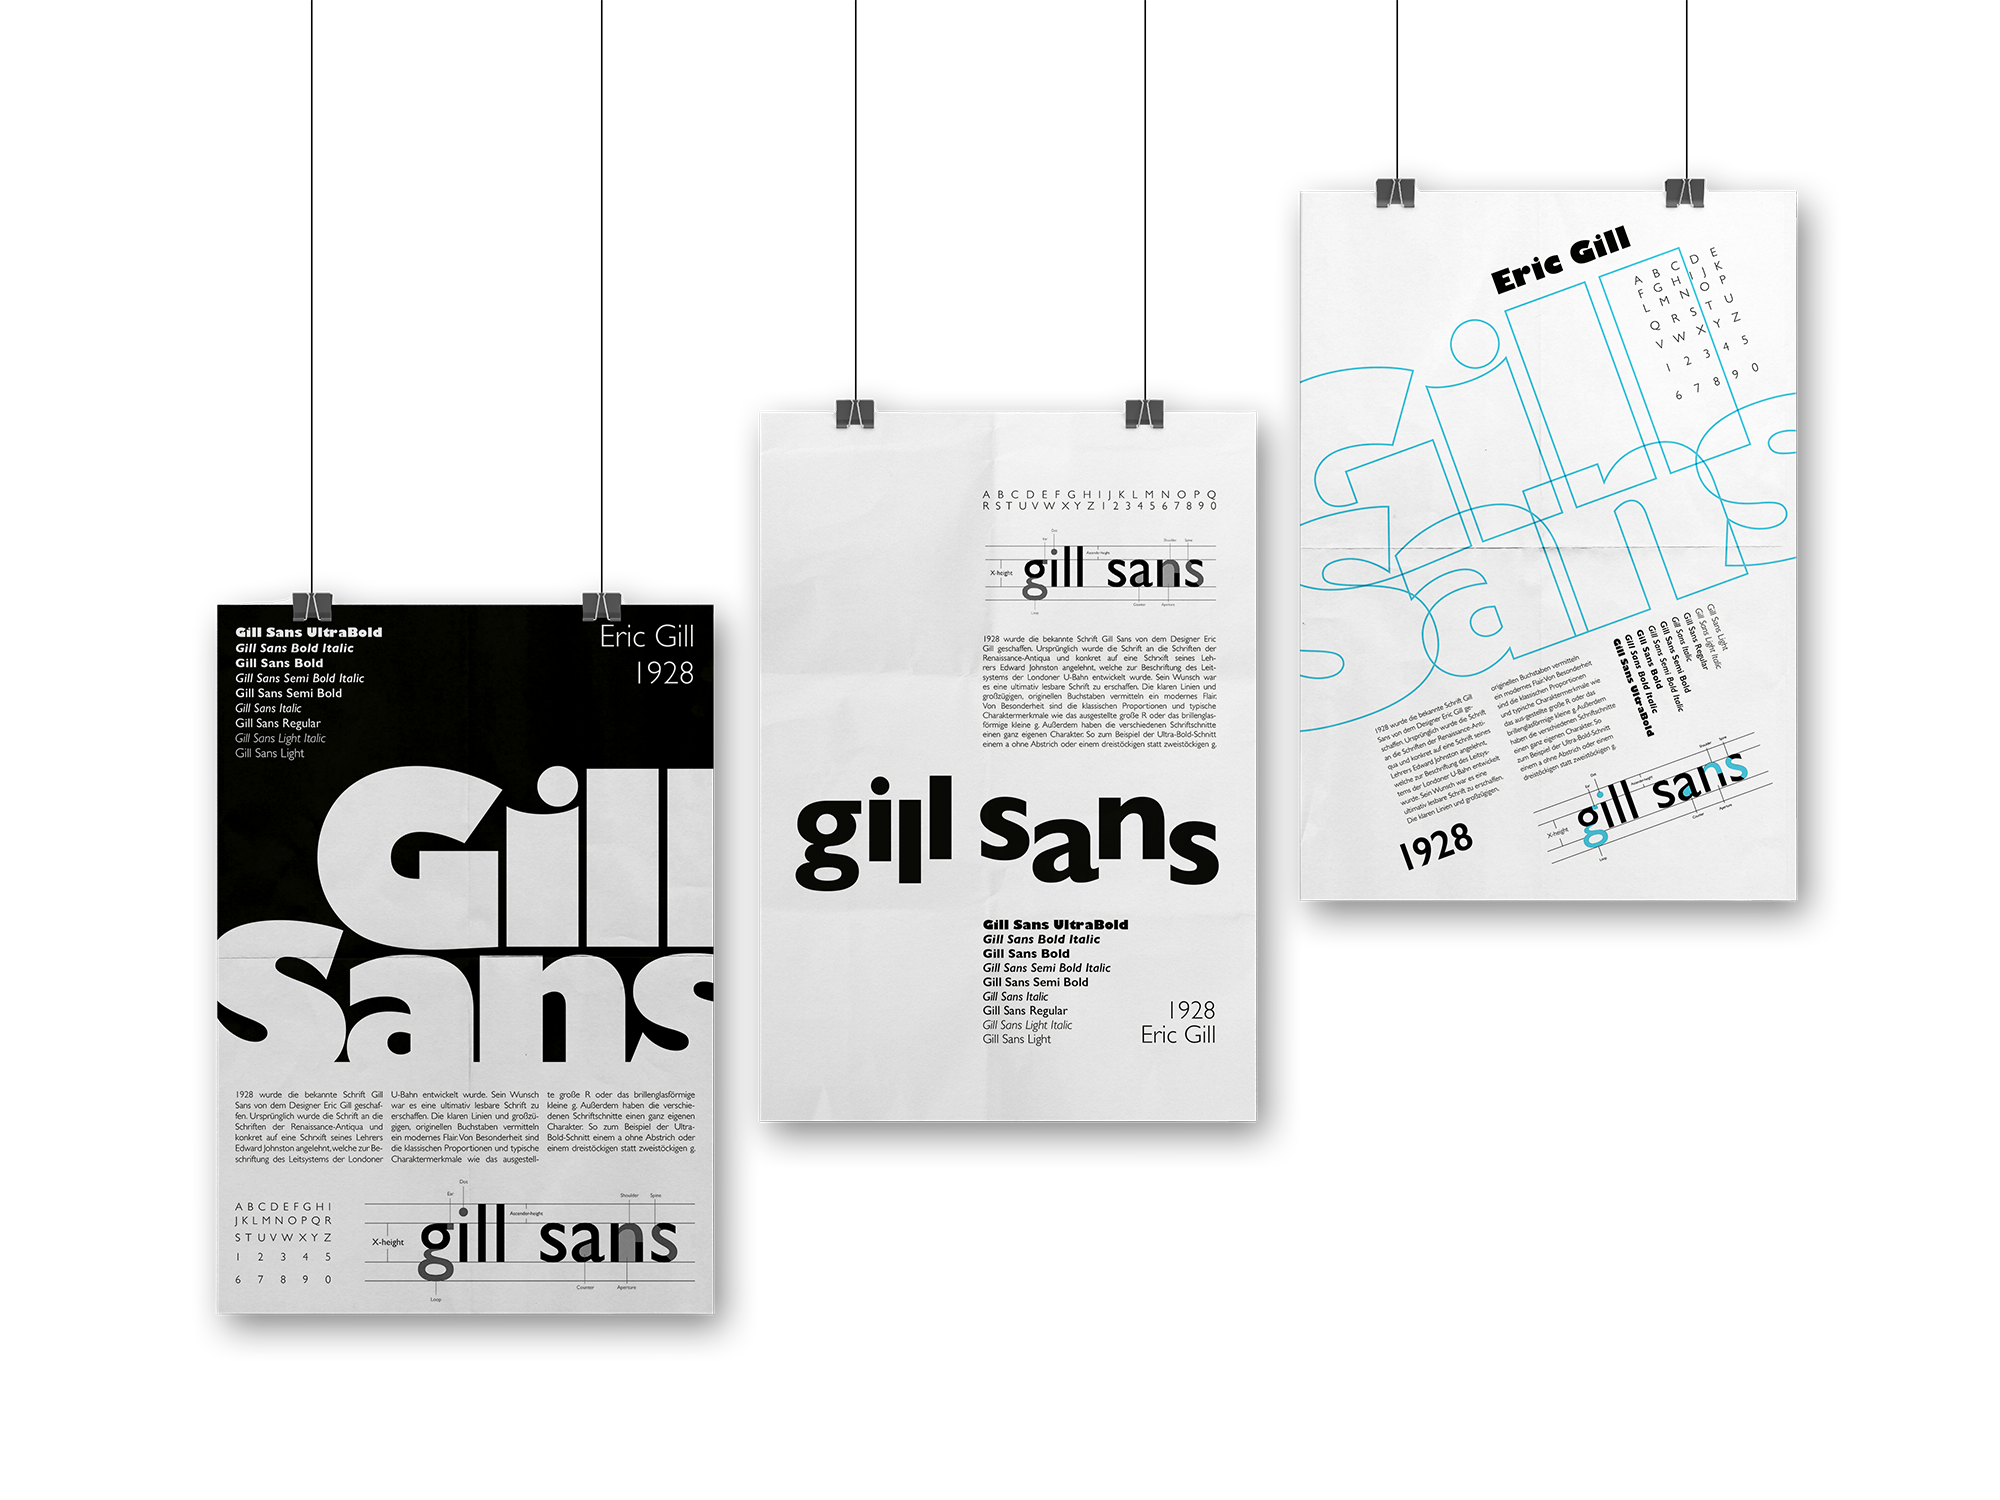 Gill Sans UltraBold
Gill Sans Bold Italic
Gill Sans Bold
Gill Sans Semi Bold Italic
Gill Sans Semi Bold
Gill Sans Italic
Gill Sans Regular
Gill Sans Light Italic
Gill Sans Light
Eric Gill
1928
Gill
Sans
1928 wurde die bekannte Schrift Gill
Sans von dem Designer Eric Gill geschaf-
fen. Ursprünglich wurde die Schrift an die
Schriften der Renaissance-Antiqua und
konkret auf eine Schrxift seines Lehrers
Edward Johnston angelehnt, welche zur Be-
schriftung des Leitsystems der Londoner
U-Bahn entwickelt wurde. Sein Wunsch
war es eine ultimativ lesbare Schrift zu
erschaffen. Die klaren Linien und großzü-
gigen, originellen Buchstaben vermitteln
ein modernes Flair. Von Besonderheit sind
die klassischen Proportionen und typische
Charaktermerkmale wie das ausgestell-
te große R oder das brillenglasförmige
kleine g. Außerdem haben die verschie-
denen Schriftschnitte einen ganz eigenen
Charakter. So zum Beispiel der Ultra-
Bold-Schnitt einem a ohne Abstrich oder
einem dreistöckigen statt zweistöckigen g.
A B C D E F G H I
J K L M N O P Q R
S T U V W X Y Z
1 2 3 4 5
6 7 8 9 0
Dot
Ear
Shoulder
Spine
Ascender-height
X-height
gill sans
Counter
Aperture
Loop
A B C D E F G H I J K L M N O P Q
R S T U V W X Y Z 1 2 3 4 5 6 7 8 9 0
Dot
Ear
Shoulder
Spine
Ascender-height
X-height
gill sans
Counter
Aperture
Loop
1928 wurde die bekannte Schrift Gill Sans von dem Designer Eric
Gill geschaffen. Ursprünglich wurde die Schrift an die Schriften der
Renaissance-Antiqua und konkret auf eine Schrxift seines Leh-
rers Edward Johnston angelehnt, welche zur Beschriftung des Leit-
systems der Londoner U-Bahn entwickelt wurde. Sein Wunsch war
es eine ultimativ lesbare Schrift zu erschaffen. Die klaren Linien und
großzügigen, originellen Buchstaben vermitteln ein modernes Flair.
Von Besonderheit sind die klassischen Proportionen und typische
Charaktermerkmale wie das ausgestellte große R oder das brillenglas-
förmige kleine g. Außerdem haben die verschiedenen Schriftschnitte
einen ganz eigenen Charakter. So zum Beispiel der Ultra-Bold-Schnitt
einem a ohne Abstrich oder einem dreistöckigen statt zweistöckigen g.
gill sans
Gill Sans UltraBold
Gill Sans Bold Italic
Gill Sans Bold
Gill Sans Semi Bold Italic
Gill Sans Semi Bold
Gill Sans Italic
Gill Sans Regular
Gill Sans Light Italic
Gill Sans Light
1928
Eric Gill
Eric Gill
A B C D E
F G H I J K
L M N O P
Q R S T U
V W X Y Z
1 2 3 4 5
6 7 8 9 0
Gill
Sans
1928 wurde die bekannte Schrift Gill
Sans von dem Designer Eric Gill ge-
schaffen. Ursprünglich wurde die Schrift
an die Schriften der Renaissance-Anti-
qua und konkret auf eine Schrift seines
Lehrers Edward Johnston angelehnt,
welche zur Beschriftung des Leitsys-
tems der Londoner U-Bahn entwickelt
wurde. Sein Wunsch war es eine
ultimativ lesbare Schrift zu erschaffen.
Die klaren Linien und großzügigen,
originellen Buchstaben vermitteln
ein modernes Flair. Von Besonderheit
sind die klassischen Proportionen
und typische Charaktermerkmale wie
das aus-gestellte große R oder das
brillenglasförmige kleine g. Außerdem
haben die verschiedenen Schriftschnitte
einen ganz eigenen Charakter. So
zum Beispiel der Ultra-Bold-Schnitt
einem a ohne Abstrich oder einem
dreistöckigen statt zweistöckigen g.
Gill Sans Light
Gill Sans Light Italic
Gill Sans Regular
Gill Sans Italic
Gill Sans Semi Bold
Gill Sans Semi Bold Italic
Gill Sans Bold
Gill Sans Bold Italic
Gill Sans UltraBold
1928
Dot
Ear
Shoulder
Spine
Ascender-height
X-height
gill sans
Counter
Aperture
Loop